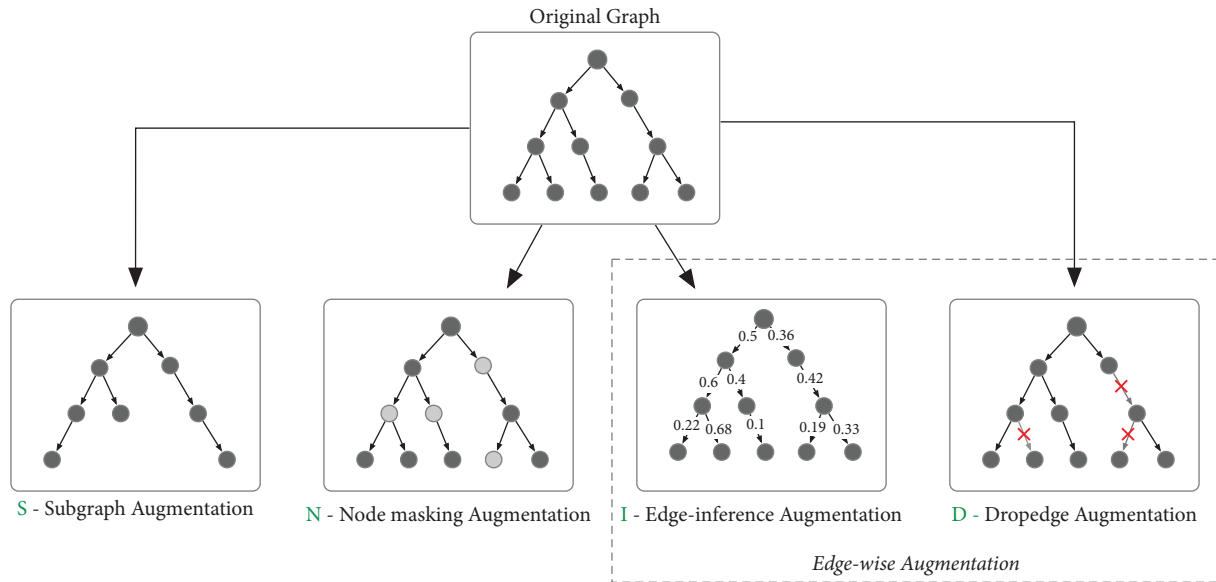 Original Graph
0.5 0.36
0.6 0.4 0.42
0.22 0.68 0.1 0.19 0.33
S - Subgraph Augmentation
N - Node masking Augmentation
I - Edge-inference Augmentation
D - Dropedge Augmentation
Edge-wise Augmentation